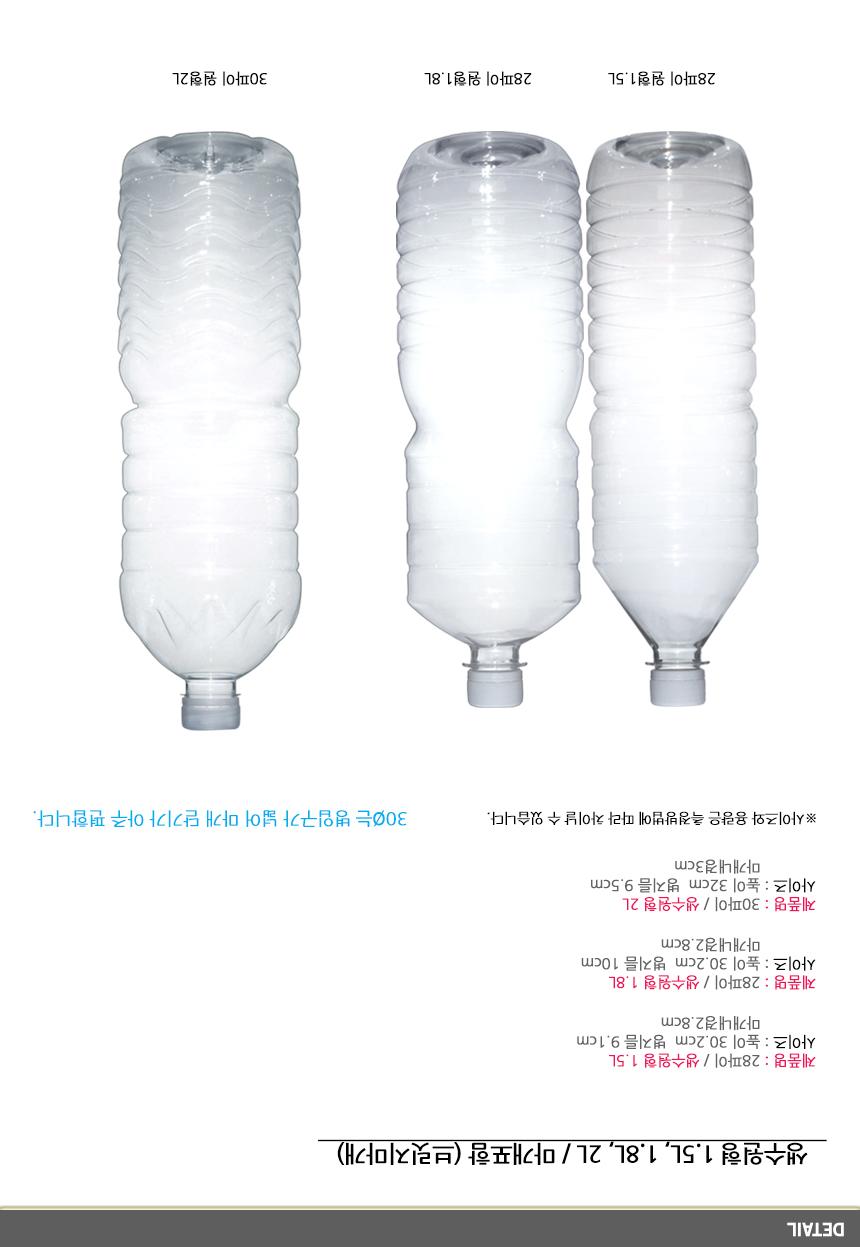 DETAIL
생수원형 1.5L, 1.8L, 2L / 마개포함 (브릿지마개)
제품명 : 28파이 / 생수원형 1.5L
사이즈 : 높이 30.2cm 병지름 9.1cm
마개내경2.8cm
제품명 : 28파이 / 생수원형 1.8L
사이즈 : 높이 30.2cm 병지름 10cm
마개내경2.8cm
제품명 : 30파이 / 생수원형 2L
사이즈 : 높이 32cm 병지름 9.5cm
마개내경3cm
※사이즈와 용량은 측정방법에 따라 차이날 수 있습니다.
30Ø는 병입구가 넓어 마개 닫기가 아주 편합니다.
28파이 원형1.5L
28파이 원형1.8L
30파이 원형2L